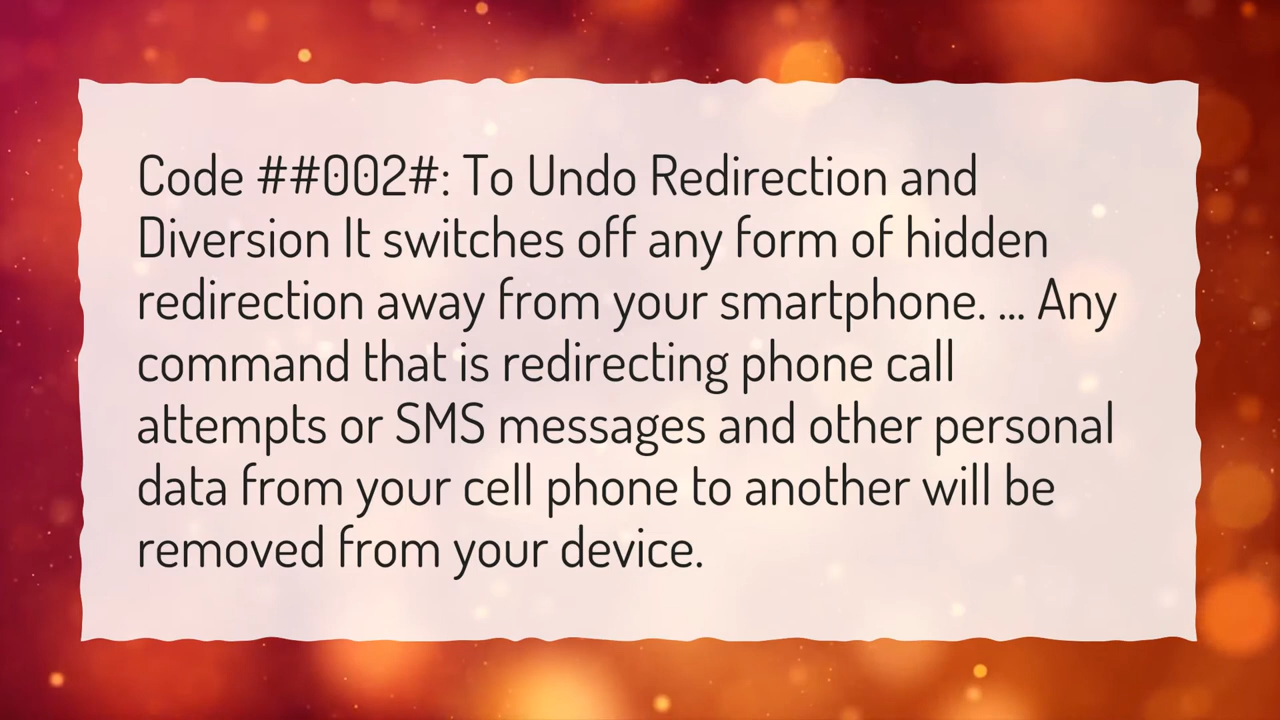 Code ##002#: To Undo Redirection and
Diversion It switches off any form of hidden
redirection away from your smartphone. ... Any
command that is redirecting phone call
attempts or SMS messages and other personal
data from your cell phone to another will be
removed from your device.